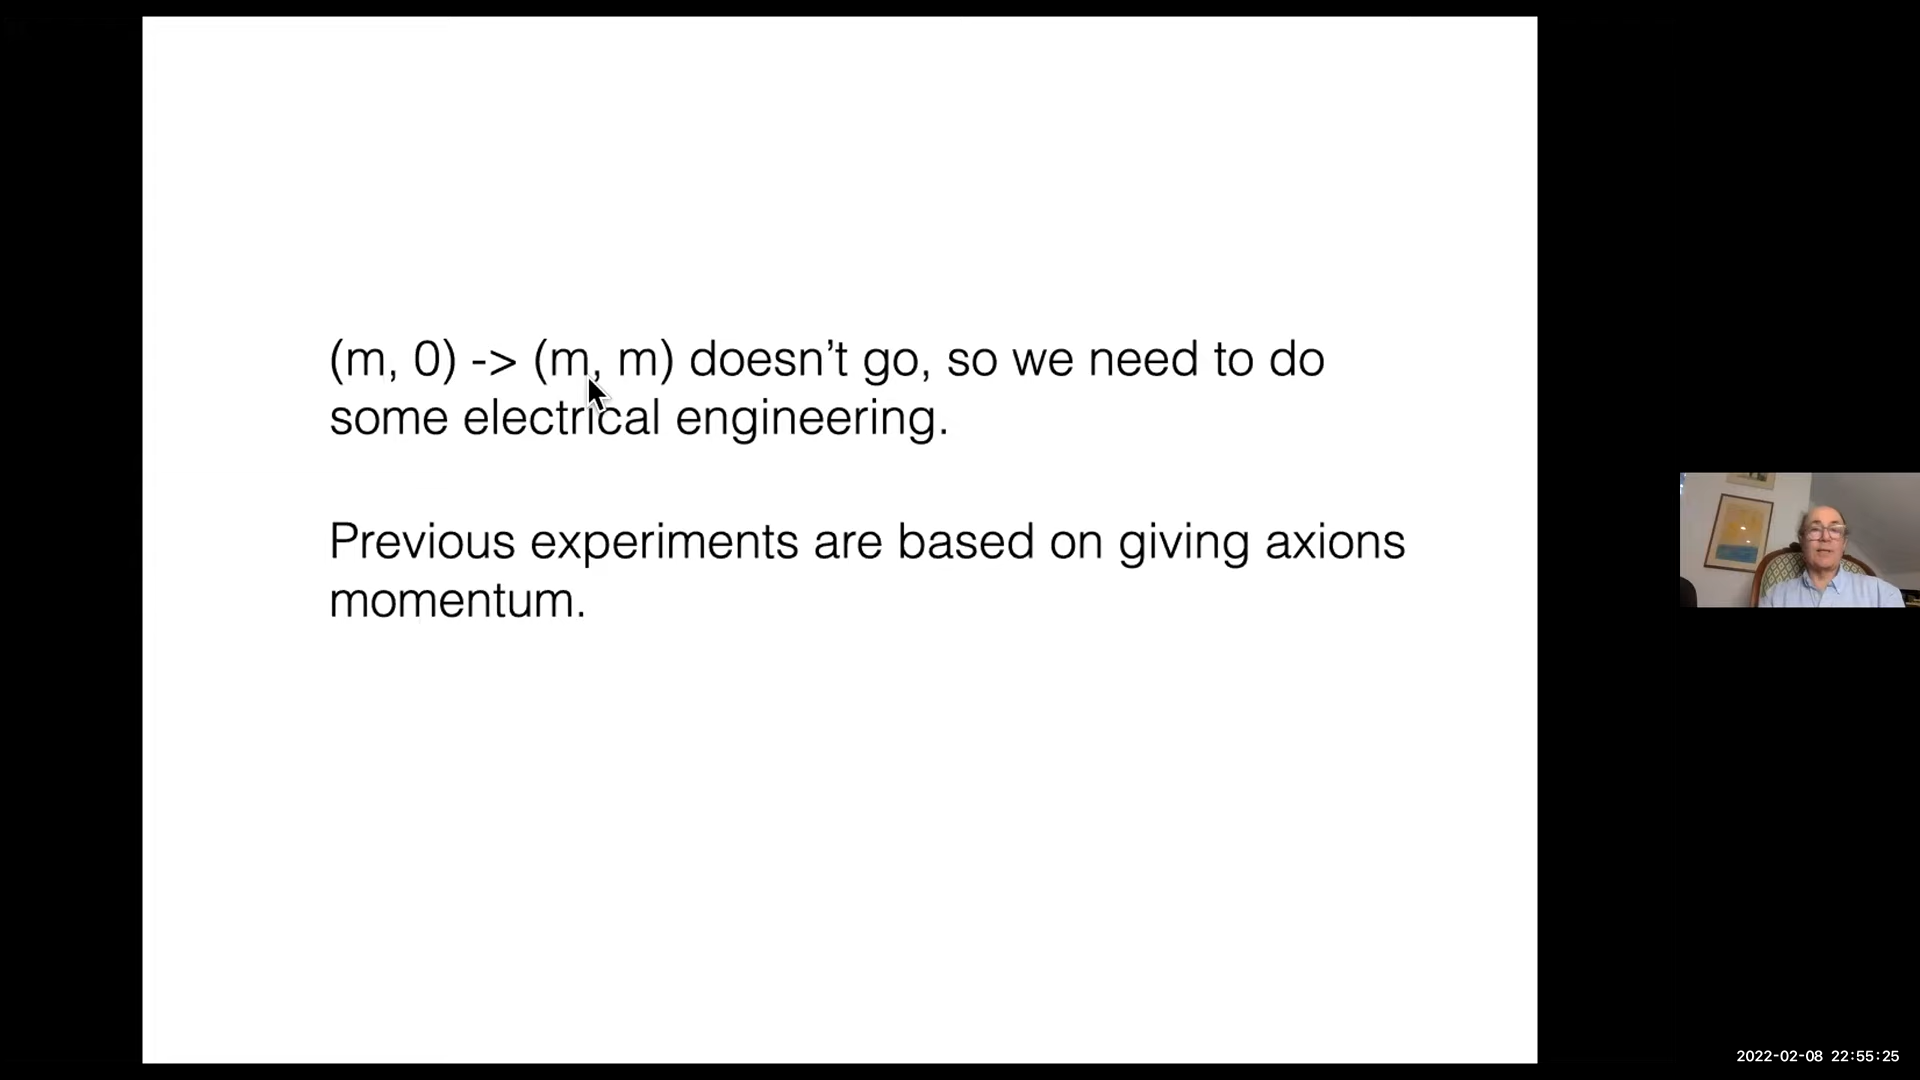 (m, 0) -> (m, m) doesn’t go, so we need to do
some electrical engineering.
Previous experiments are based on giving axions
momentum.
2022-02-08 22:55:25